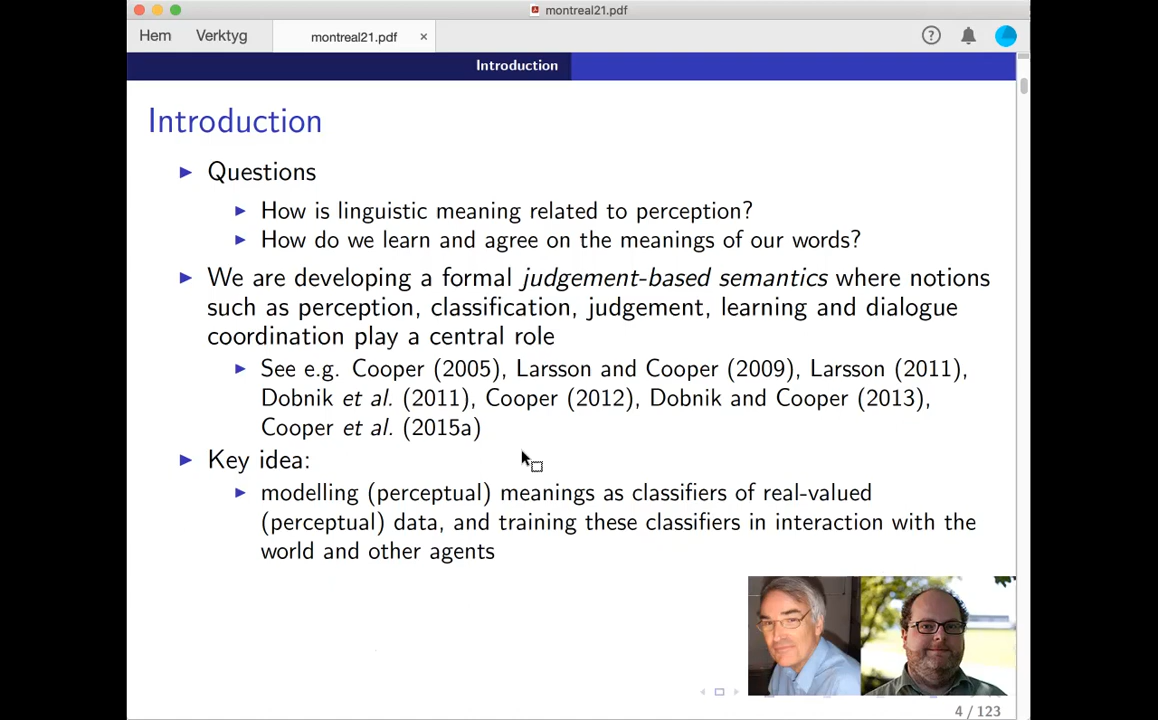 montreal21.pdf
Hem Verktyg montreal21.pdf ×
Introduction
Introduction
Questions
How is linguistic meaning related to perception?
How do we learn and agree on the meanings of our words?
We are developing a formal judgement-based semantics where notions
such as perception, classification, judgement, learning and dialogue
coordination play a central role
See e.g. Cooper (2005), Larsson and Cooper (2009), Larsson (2011),
Dobnik et al. (2011), Cooper (2012), Dobnik and Cooper (2013),
Cooper et al. (2015a)
Key idea:
modelling (perceptual) meanings as classifiers of real-valued
(perceptual) data, and training these classifiers in interaction with the
world and other agents
4 / 123